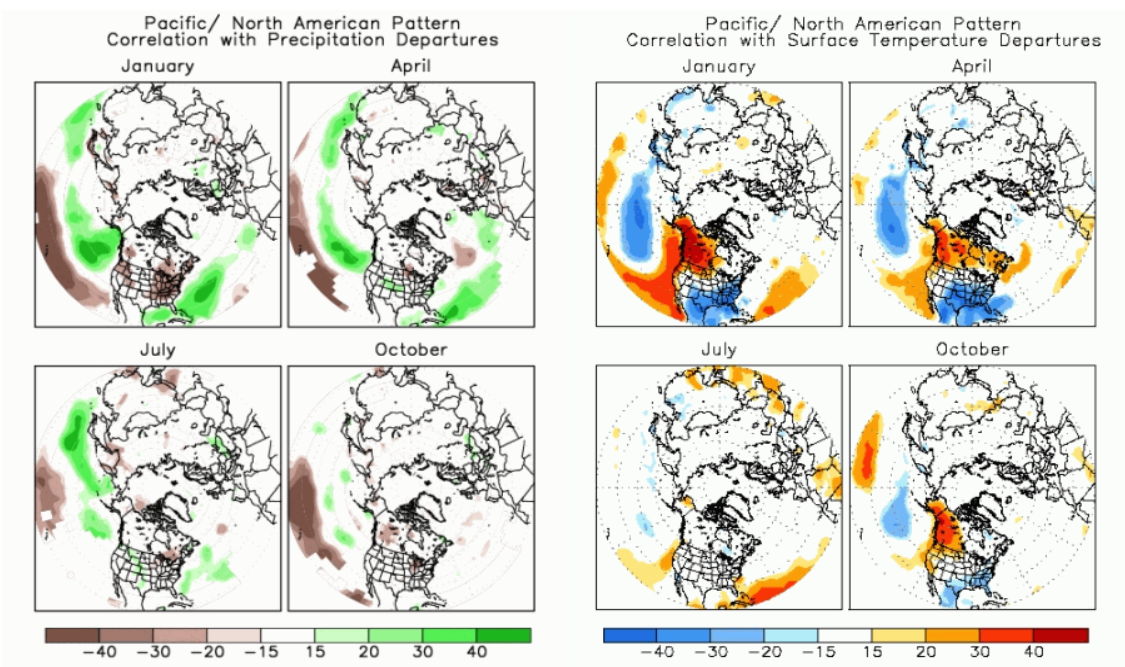 Pacific/ North American Pattern
Correlation with Precipitation Departures
January
April
July
October
-40 -30 -20 -15 15 20 30 40
Pacific/ North American Pattern
Correlation with Surface Temperature Departures
January
April
July
October
-40 -30 -20 -15 15 20 30 40